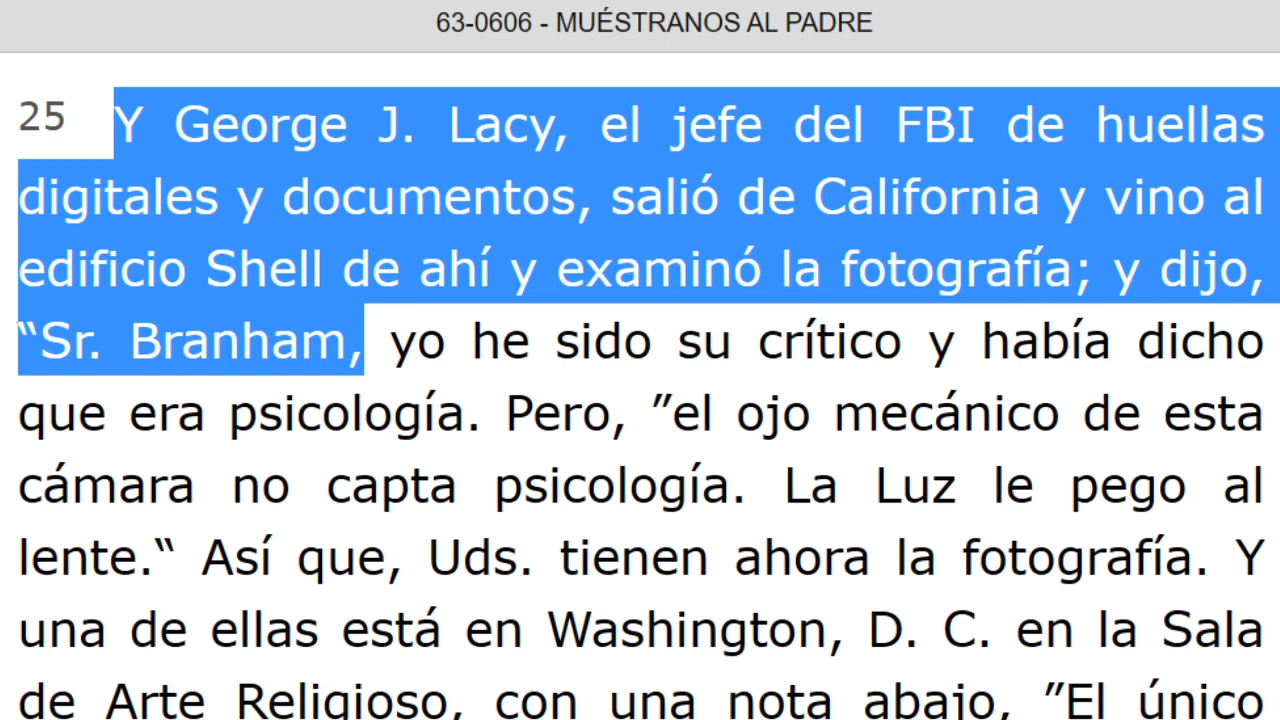 63-0606 - MUÉSTRANOS AL PADRE
25 Y George J. Lacy, el jefe del FBI de huellas
digitales y documentos, salió de California y vino al
edificio Shell de ahí y examinó la fotografía; y dijo,
“Sr. Branham, yo he sido su crítico y había dicho
que era psicología. Pero, ”el ojo mecánico de esta
cámara no capta psicología. La Luz le pego al
lente.“ Así que, Uds. tienen ahora la fotografía. Y
una de ellas está en Washington, D. C. en la Sala
de Arte Religioso, con una nota abajo, ”El único